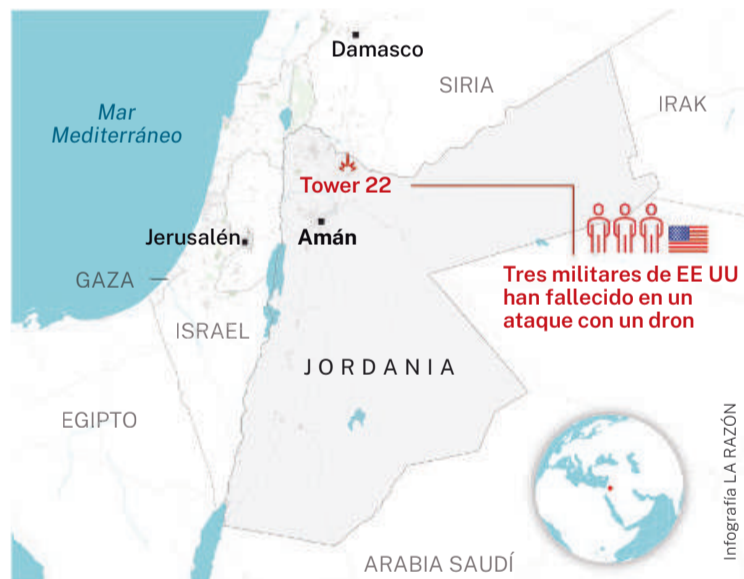 Damasco
SIRIA
IRAK
Mar
Mediterráneo
Tower 22
Jerusalén
Amán
GAZA
Tres militares de EE UU
han fallecido en un
ataque con un dron
ISRAEL
JORDANIA
EGIPTO
ARABIA SAUDÍ
Infografía LA RAZÓN